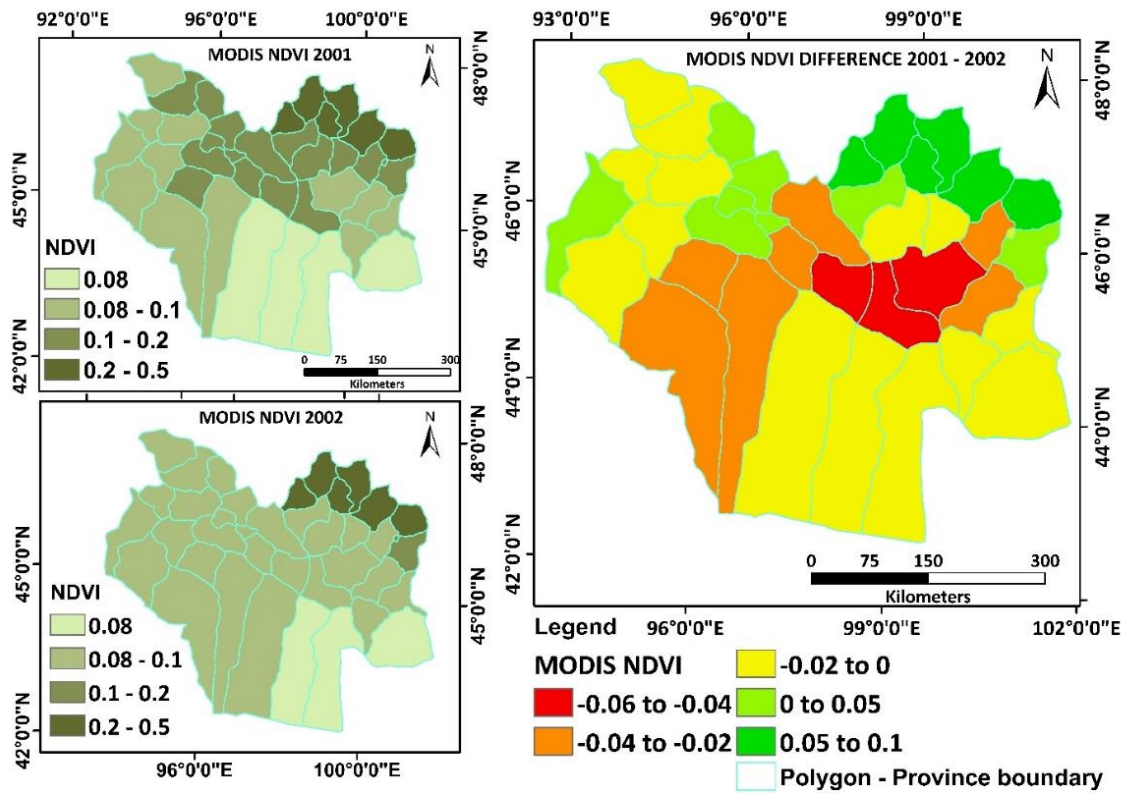 92°0'0"E 96°0'0"E 100°0'0"E
MODIS NDVI 2001
N
48°0'0"N
45°0'0"N
45°0'0"N
42°0'0"N
NDVI
0.08
0.08 - 0.1
0.1 - 0.2
0.2 - 0.5
0 75 150 300
Kilometers
MODIS NDVI 2002
N
48°0'0"N
45°0'0"N
45°0'0"N
42°0'0"N
NDVI
0.08
0.08 - 0.1
0.1 - 0.2
0.2 - 0.5
96°0'0"E 100°0'0"E
93°0'0"E 96°0'0"E 99°0'0"E
MODIS NDVI DIFFERENCE 2001 - 2002
N
48°0'0"N
46°0'0"N
46°0'0"N
44°0'0"N
44°0'0"N
42°0'0"N
0 75 150 300
Kilometers
96°0'0"E 99°0'0"E 102°0'0"E
Legend
MODIS NDVI
-0.06 to -0.04
-0.04 to -0.02
-0.02 to 0
0 to 0.05
0.05 to 0.1
Polygon - Province boundary